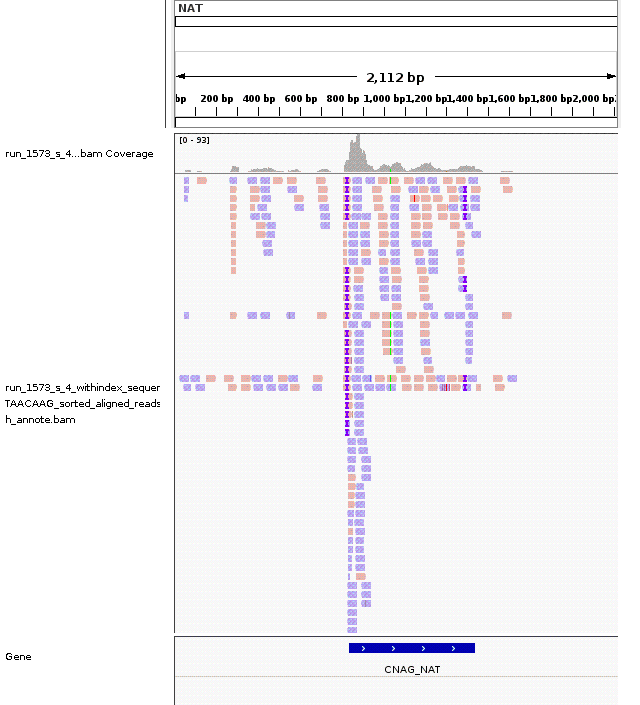 NAT
2,112 bp
bp 200 bp 400 bp 600 bp 800 bp 1,000 bp 1,200 bp 1,400 bp 1,600 bp 1,800 bp 2,000 bp
[0 - 93]
run_1573_s_4...bam Coverage
run_1573_s_4_withindex_sequer
TAACAAG_sorted_aligned_reads
h_annote.bam
Gene
CNAG_NAT